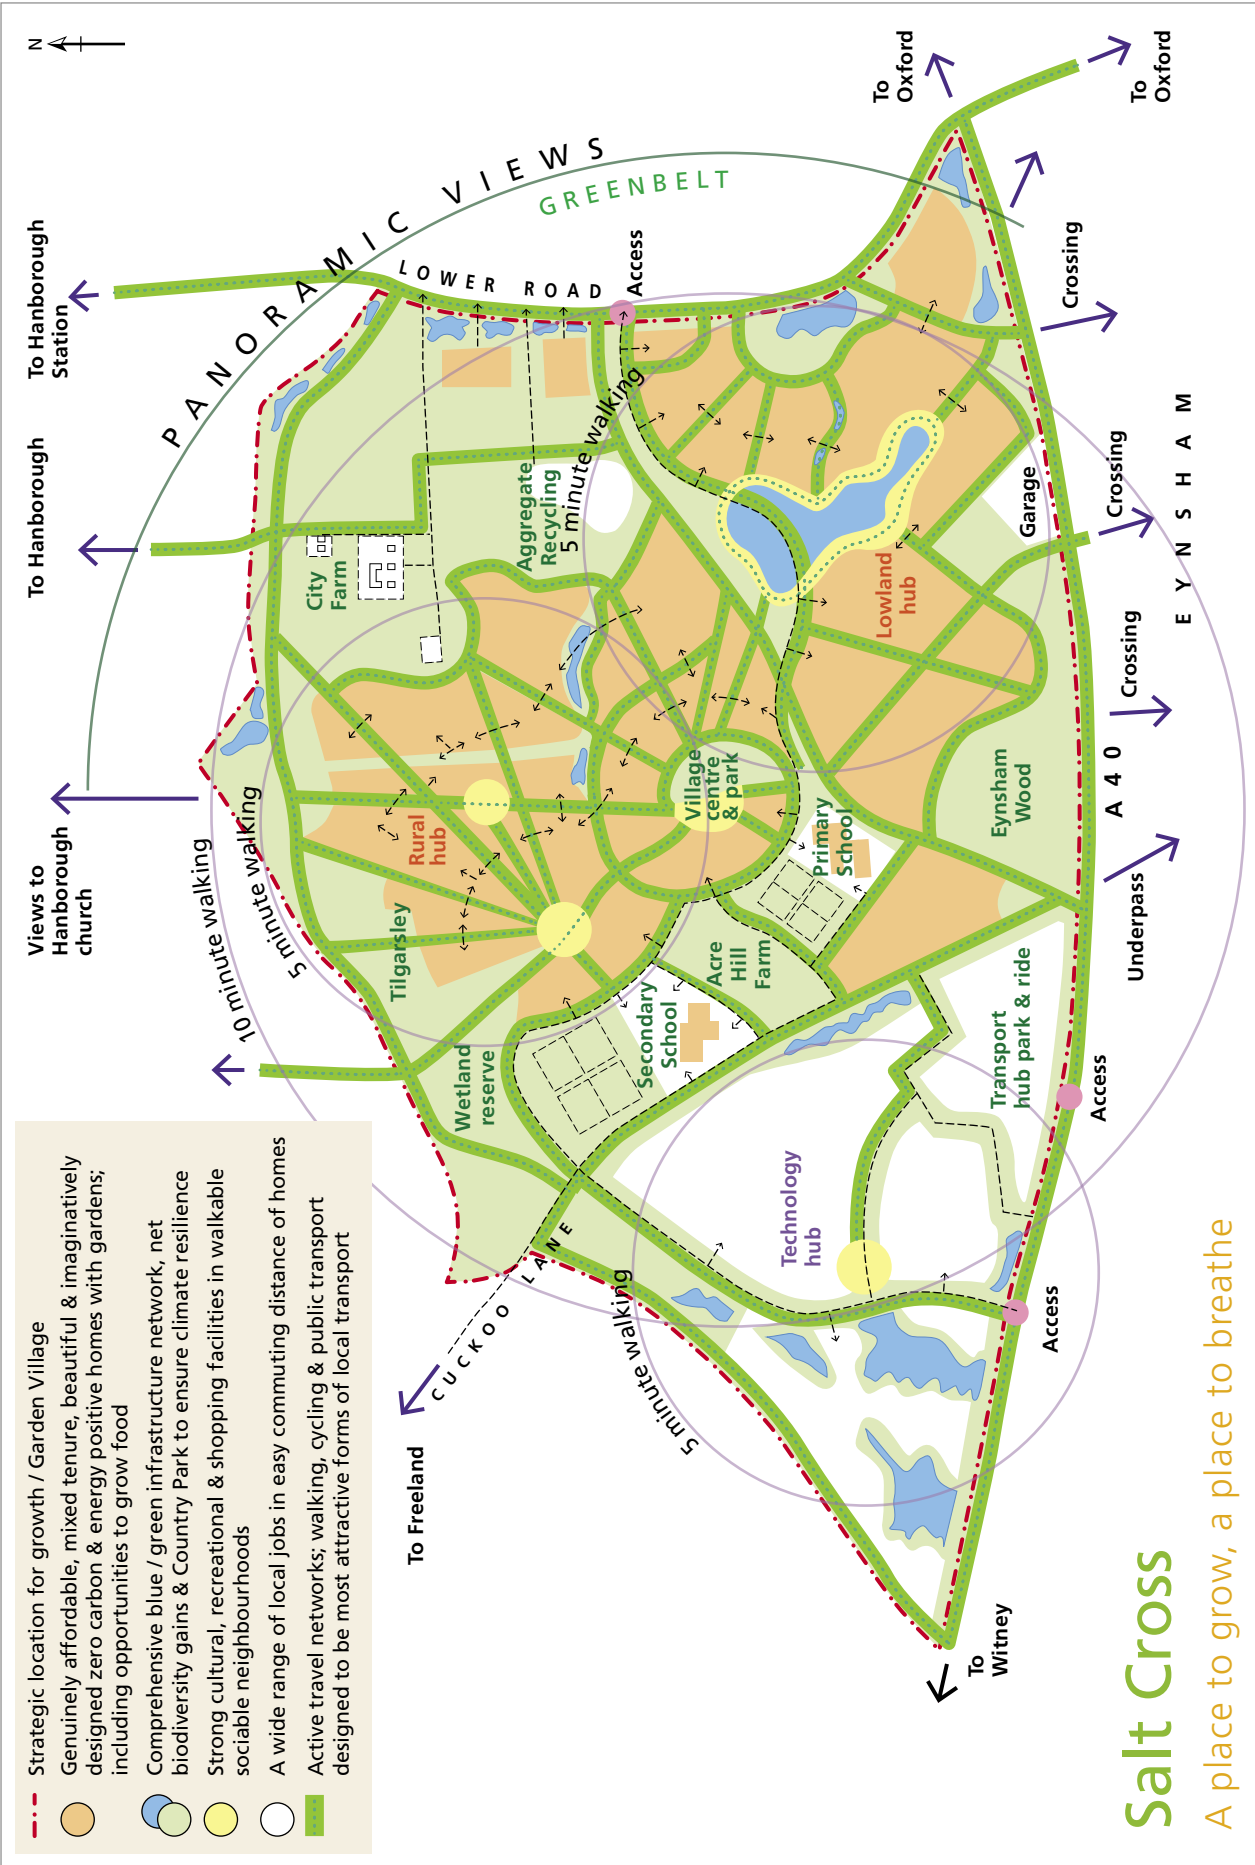 Strategic location for growth / Garden Village
Genuinely affordable, mixed tenure, beautiful & imaginatively
designed zero carbon & energy positive homes with gardens;
including opportunities to grow food
Comprehensive blue / green infrastructure network, net
biodiversity gains & Country Park to ensure climate resilience
Strong cultural, recreational & shopping facilities in walkable
sociable neighbourhoods
A wide range of local jobs in easy commuting distance of homes
Active travel networks; walking, cycling & public transport
designed to be most attractive forms of local transport
Views to
Hanborough
church
To Hanborough
To Hanborough
Station
N
PANORAMIC VIEWS
GREENBELT
LOWER ROAD
Access
10 minute walking
5 minute walking
City
Farm
Tilgarsley
Rural
hub
Aggregate
Recycling
5 minute walking
Wetland
reserve
To Freeland
CUCKOO LANE
5 minute walking
Secondary
School
Acre
Hill
Farm
Village
centre
& park
Primary
School
Lowland
hub
Technology
hub
Transport
hub park & ride
Eynsham
Wood
Garage
To
Oxford
To
Oxford
To
Witney
Access
Access
Underpass
A40
Crossing
Crossing
Crossing
EYNSHAM
Salt Cross
A place to grow, a place to breathe